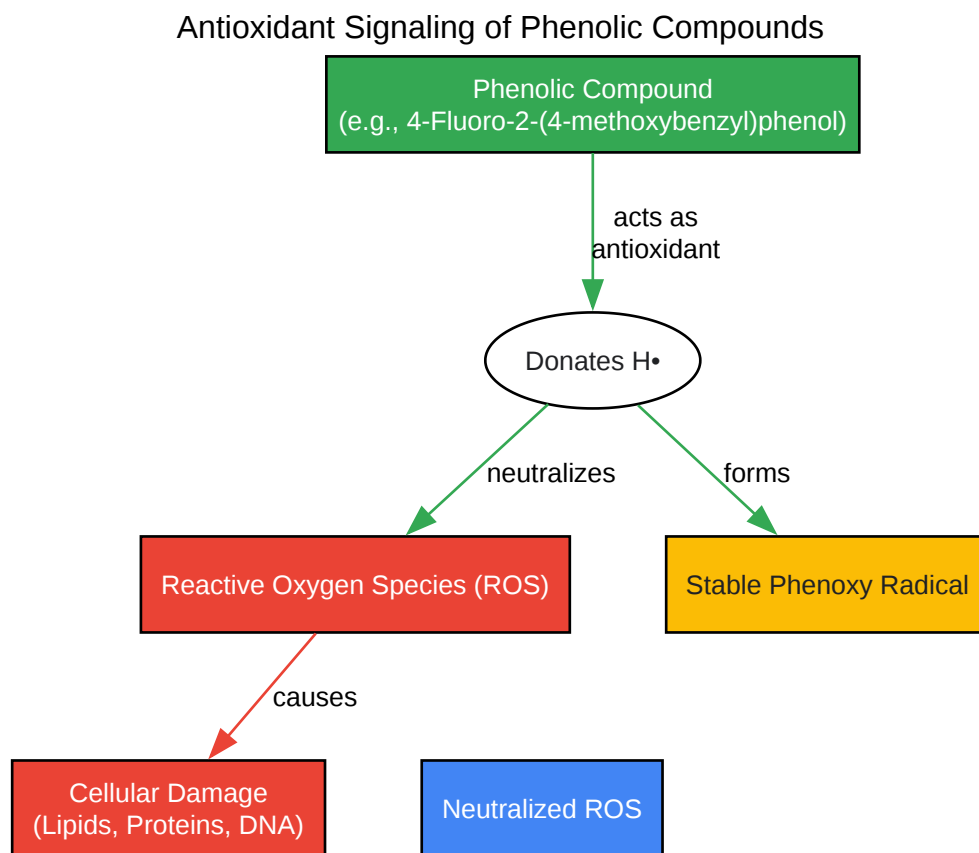 Antioxidant Signaling of Phenolic Compounds
Phenolic Compound
(e.g., 4-Fluoro-2-(4-methoxybenzyl)phenol)
acts as
antioxidant
Donates H•
neutralizes
forms
Reactive Oxygen Species (ROS)
Stable Phenoxy Radical
causes
Cellular Damage
(Lipids, Proteins, DNA)
Neutralized ROS